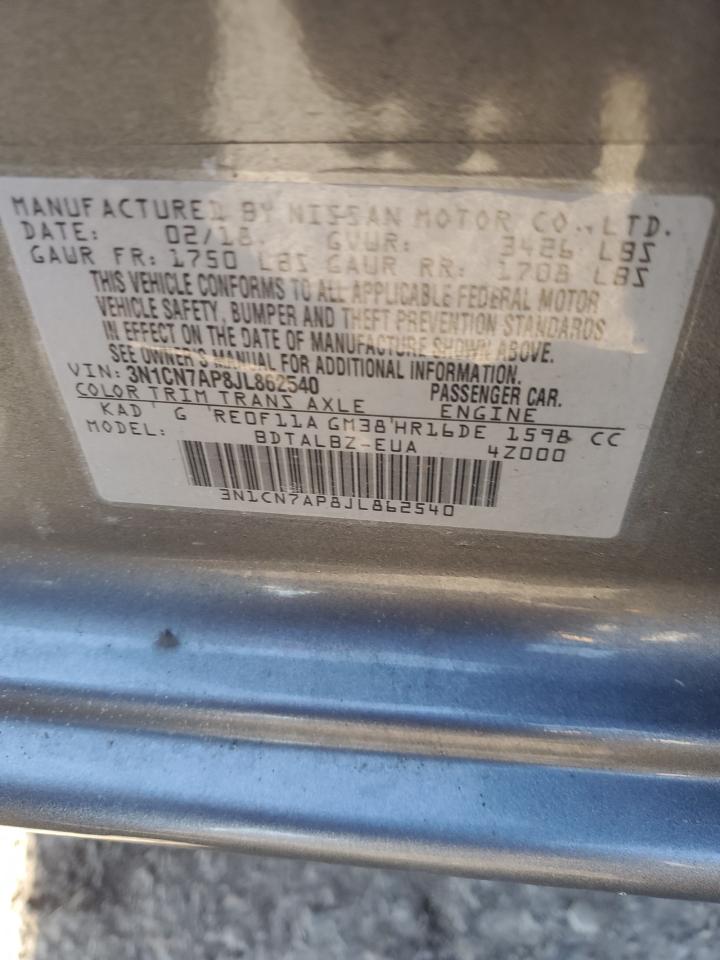 MANUFACTURED BY NISSAN MOTOR CO., LTD.
DATE: 02/18. GVWR: 3426 LBS
GAWR FR: 1750 LBS GAWR RR: 1708 LBS
THIS VEHICLE CONFORMS TO ALL APPLICABLE FEDERAL MOTOR
VEHICLE SAFETY, BUMPER AND THEFT PREVENTION STANDARDS
IN EFFECT ON THE DATE OF MANUFACTURE SHOWN ABOVE.
SEE OWNER'S MANUAL FOR ADDITIONAL INFORMATION.
VIN: 3N1CN7AP8JL862540 PASSENGER CAR.
COLOR TRIM TRANS AXLE ENGINE
KAD G RE0F11A GM38 HR16DE 1598 CC
MODEL: BDTALBZ-EUA 4Z000
3N1CN7AP8JL862540